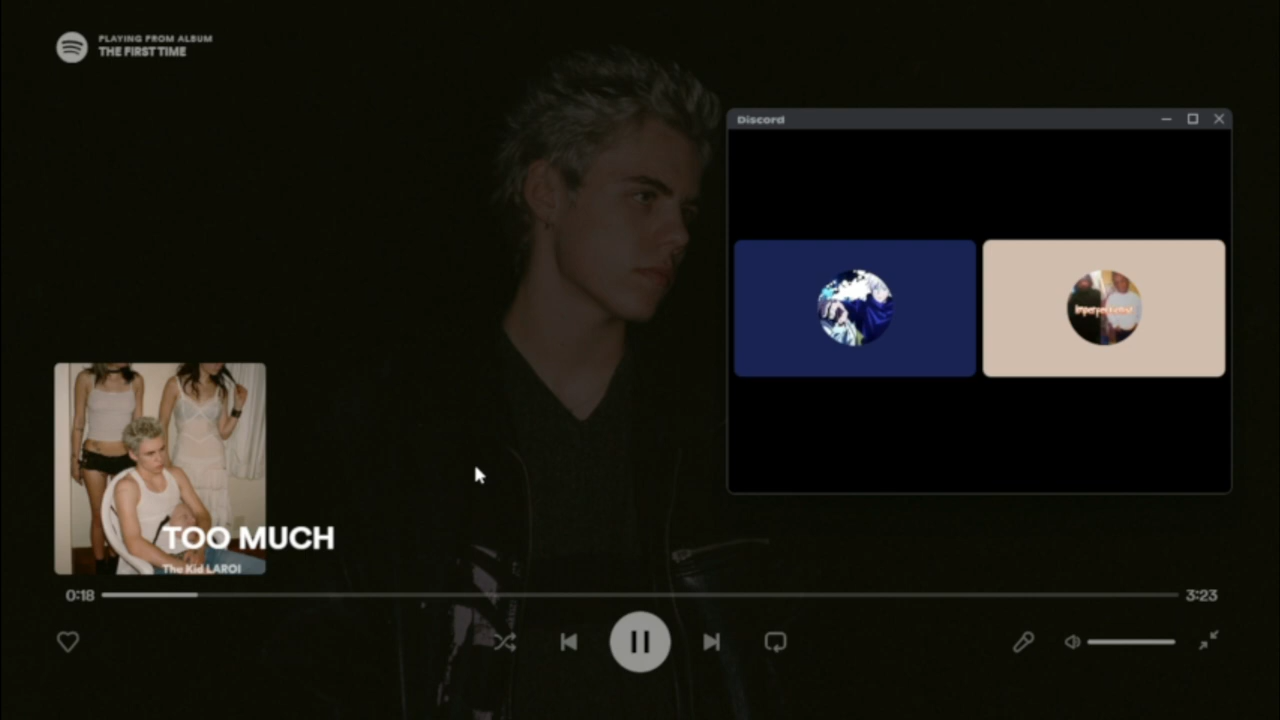 PLAYING FROM ALBUM
THE FIRST TIME
Discord
TOO MUCH
The Kid LAROI
0:18
3:23